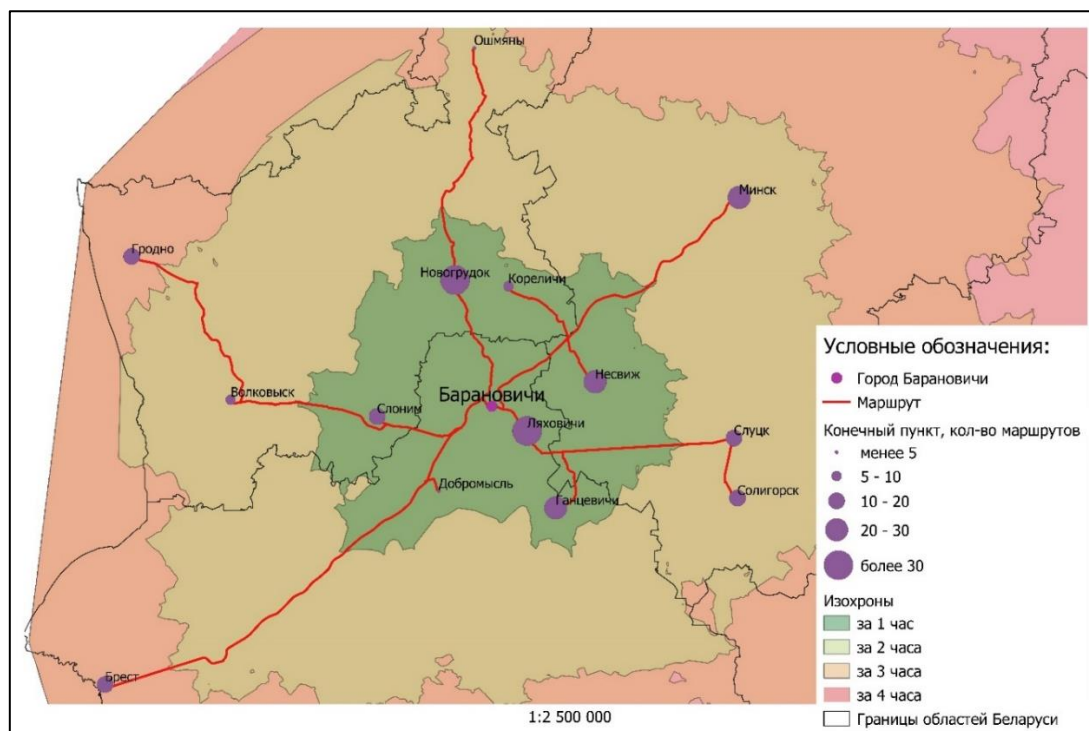 Ошмяны
Минск
Гродно
Новогрудок
Кореличи
Волковыск
Слоним
Барановичи
Несвиж
Ляховичи
Слуцк
Добромысль
Ганцевичи
Солигорск
Брест
1:2 500 000
Условные обозначения:
Город Барановичи
Маршрут
Конечный пункт, кол-во маршрутов
менее 5
5 - 10
10 - 20
20 - 30
более 30
Изохроны
за 1 час
за 2 часа
за 3 часа
за 4 часа
Границы областей Беларуси